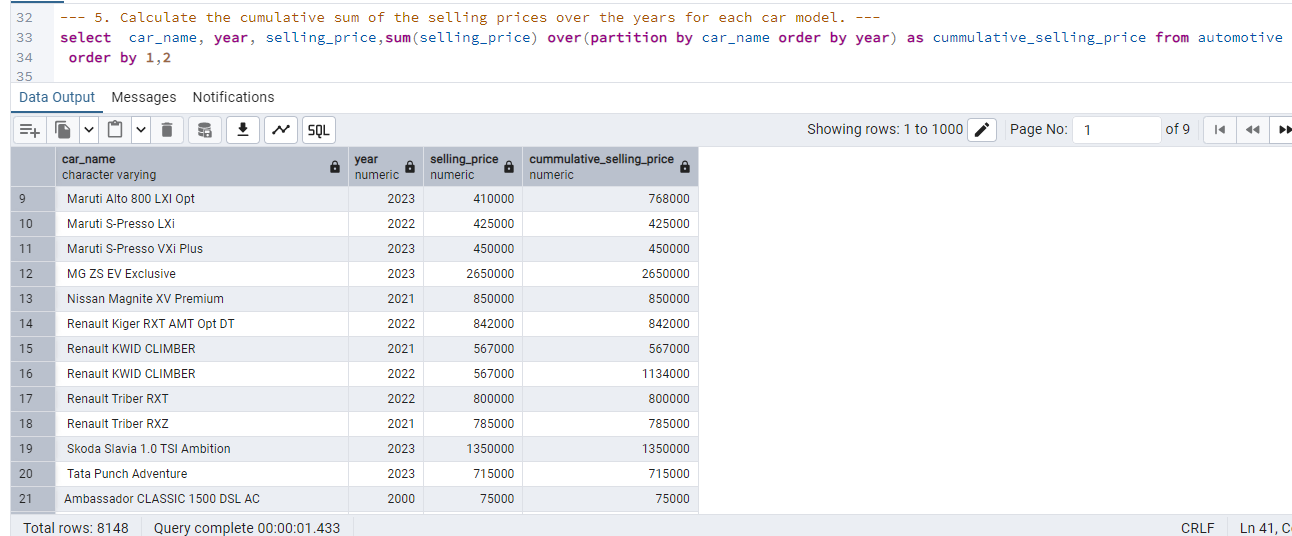 32 --- 5. Calculate the cumulative sum of the selling prices over the years for each car model. ---
33 select car_name, year, selling_price,sum(selling_price) over(partition by car_name order by year) as cummulative_selling_price from automotive
34 order by 1,2
35
Data Output Messages Notifications
SQL Showing rows: 1 to 1000 Page No: 1 of 9
car_name year selling_price cummulative_selling_price
character varying numeric numeric numeric
9 Maruti Alto 800 LXI Opt 2023 410000 768000
10 Maruti S-Presso LXi 2022 425000 425000
11 Maruti S-Presso VXi Plus 2023 450000 450000
12 MG ZS EV Exclusive 2023 2650000 2650000
13 Nissan Magnite XV Premium 2021 850000 850000
14 Renault Kiger RXT AMT Opt DT 2022 842000 842000
15 Renault KWID CLIMBER 2021 567000 567000
16 Renault KWID CLIMBER 2022 567000 1134000
17 Renault Triber RXT 2022 800000 800000
18 Renault Triber RXZ 2021 785000 785000
19 Skoda Slavia 1.0 TSI Ambition 2023 1350000 1350000
20 Tata Punch Adventure 2023 715000 715000
21 Ambassador CLASSIC 1500 DSL AC 2000 75000 75000
Total rows: 8148 Query complete 00:00:01.433 CRLF Ln 41,